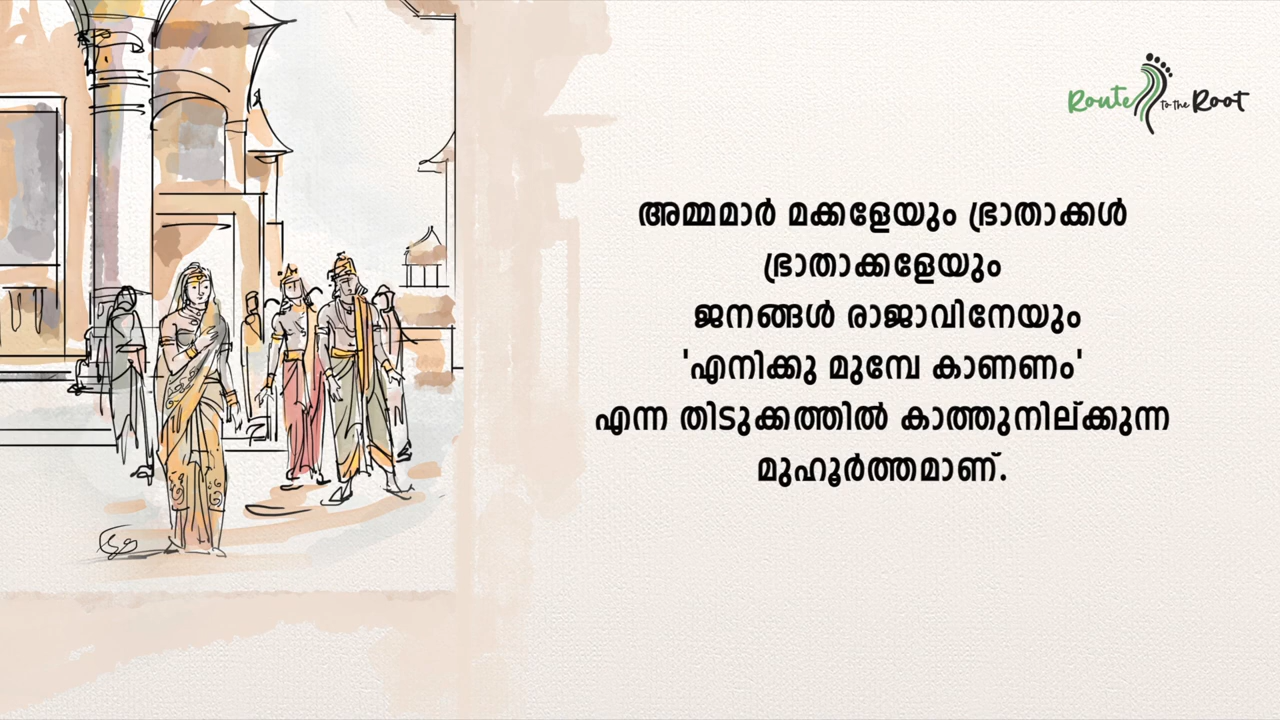 Route to the Root
അമ്മമാർ മക്കളേയും ഭ്രാതാക്കൾ
ഭ്രാതാക്കളേയും
ജനങ്ങൾ രാജാവിനേയും
'എനിക്കു മുമ്പേ കാണണം'
എന്ന തിടുക്കത്തിൽ കാത്തുനില്ക്കുന്ന
മുഹൂർത്തമാണ്.